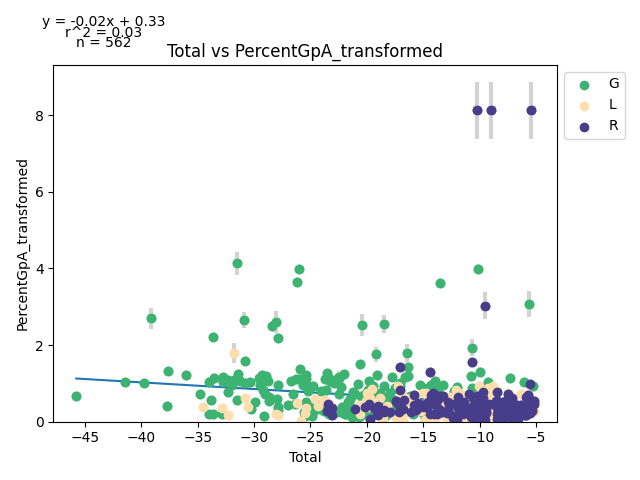 y = -0.02x + 0.33
r^2 = 0.03
n = 562
Total vs PercentGpA_transformed
G
L
R
PercentGpA_transformed
8
6
4
2
0
−45 −40 −35 −30 −25 −20 −15 −10 −5
Total